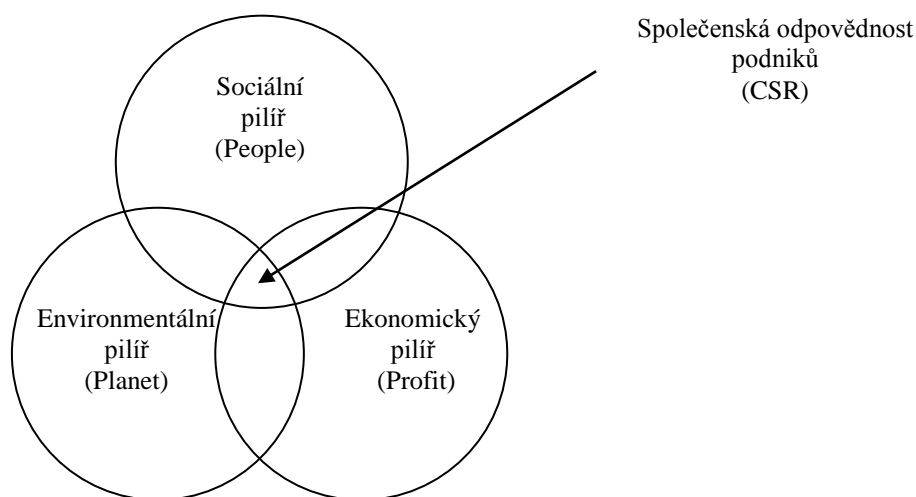 Společenská odpovědnost
podniků
(CSR)
Sociální
pilíř
(People)
Environmentální
pilíř
(Planet)
Ekonomický
pilíř
(Profit)